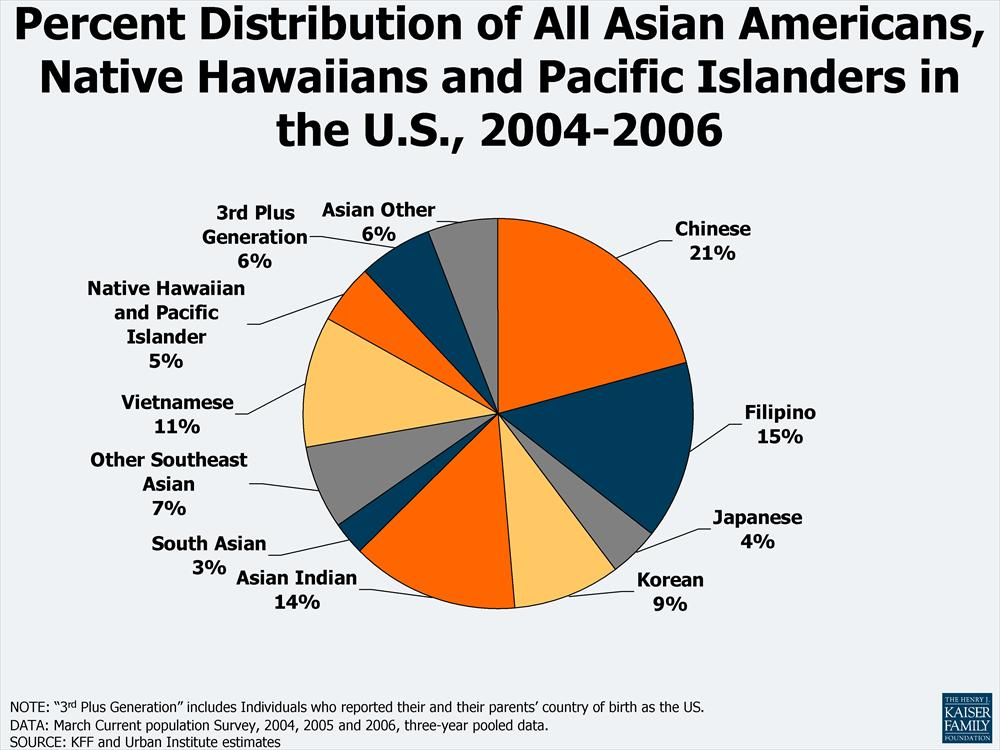 Percent Distribution of All Asian Americans,
Native Hawaiians and Pacific Islanders in
the U.S., 2004-2006
3rd Plus
Generation
6%
Asian Other
6%
Chinese
21%
Native Hawaiian
and Pacific
Islander
5%
Vietnamese
11%
Filipino
15%
Other Southeast
Asian
7%
Japanese
4%
South Asian
3%
Asian Indian
14%
Korean
9%
NOTE: “3rd Plus Generation” includes Individuals who reported their and their parents’ country of birth as the US.
DATA: March Current population Survey, 2004, 2005 and 2006, three-year pooled data.
SOURCE: KFF and Urban Institute estimates
THE HENRY J.
KAISER
FAMILY
FOUNDATION